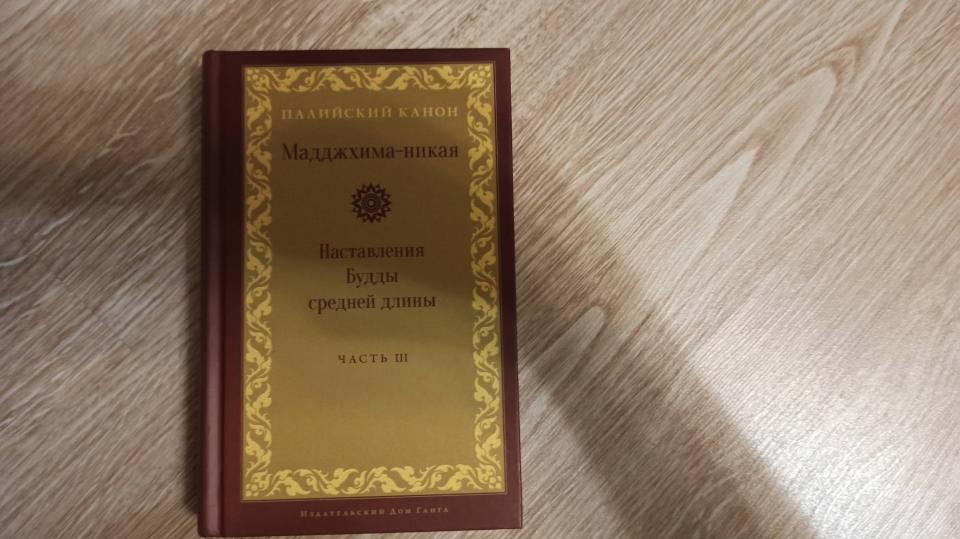 ПАЛИЙСКИЙ КАНОН
Мадджхима-никая
Наставления
Будды
средней длины
ЧАСТЬ III
Издательский Дом Ганга